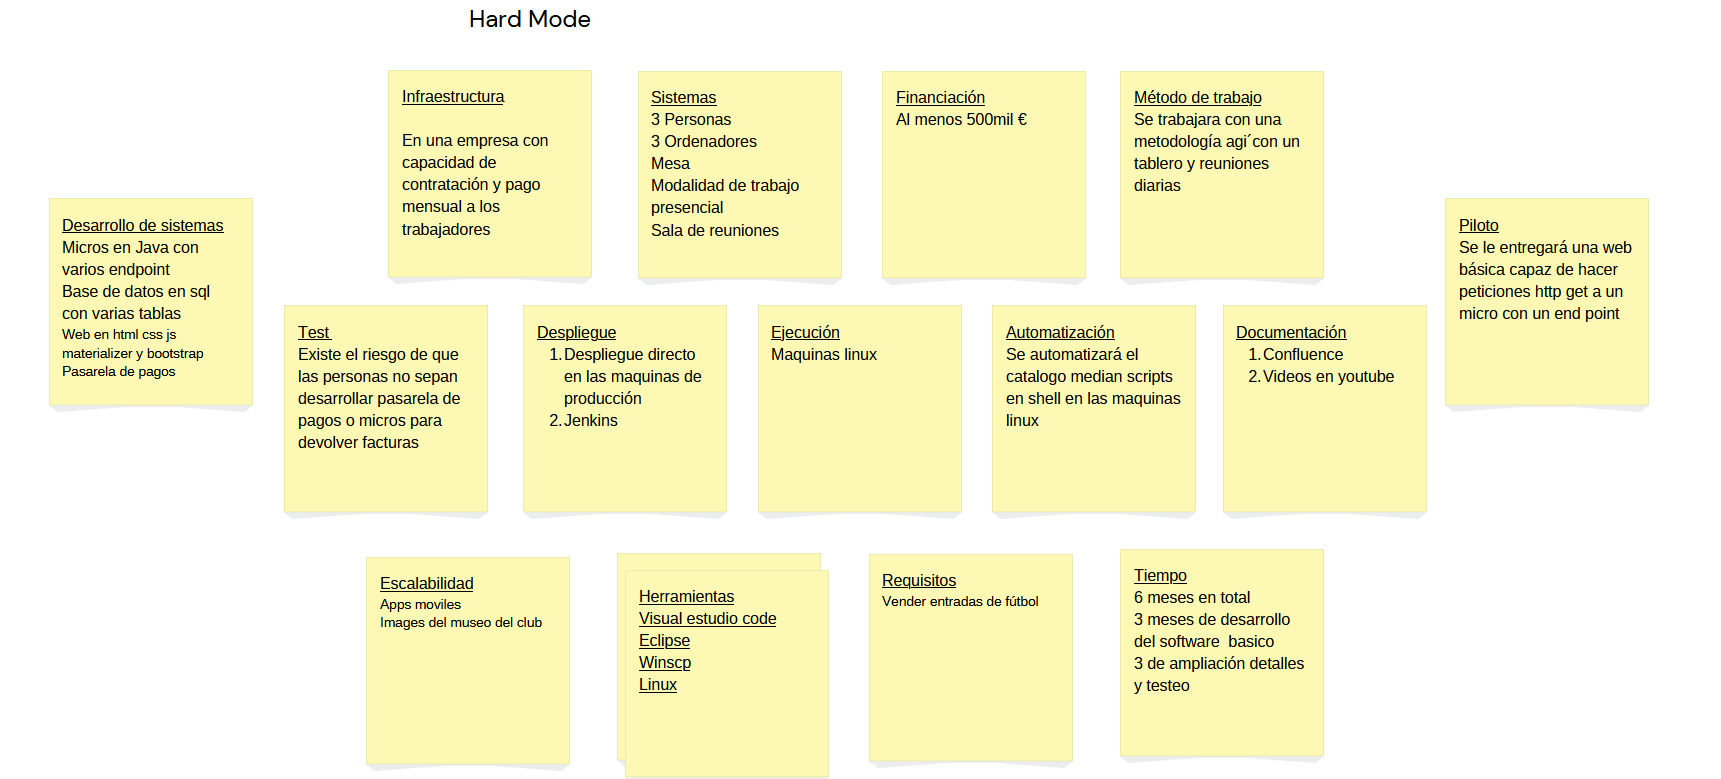 Hard Mode
Infraestructura
En una empresa con
capacidad de
contratación y pago
mensual a los
trabajadores
Sistemas
3 Personas
3 Ordenadores
Mesa
Modalidad de trabajo
presencial
Sala de reuniones
Financiación
Al menos 500mil €
Método de trabajo
Se trabajara con una
metodología agi´con un
tablero y reuniones
diarias
Desarrollo de sistemas
Micros en Java con
varios endpoint
Base de datos en sql
con varias tablas
Web en html css js
materializer y bootstrap
Pasarela de pagos
Piloto
Se le entregará una web
básica capaz de hacer
peticiones http get a un
micro con un end point
Test
Existe el riesgo de que
las personas no sepan
desarrollar pasarela de
pagos o micros para
devolver facturas
Despliegue
1. Despliegue directo
en las maquinas de
producción
2. Jenkins
Ejecución
Maquinas linux
Automatización
Se automatizará el
catalogo median scripts
en shell en las maquinas
linux
Documentación
1. Confluence
2. Videos en youtube
Escalabilidad
Apps moviles
Images del museo del club
Herramientas
Visual estudio code
Eclipse
Winscp
Linux
Requisitos
Vender entradas de fútbol
Tiempo
6 meses en total
3 meses de desarrollo
del software  basico
3 de ampliación detalles
y testeo